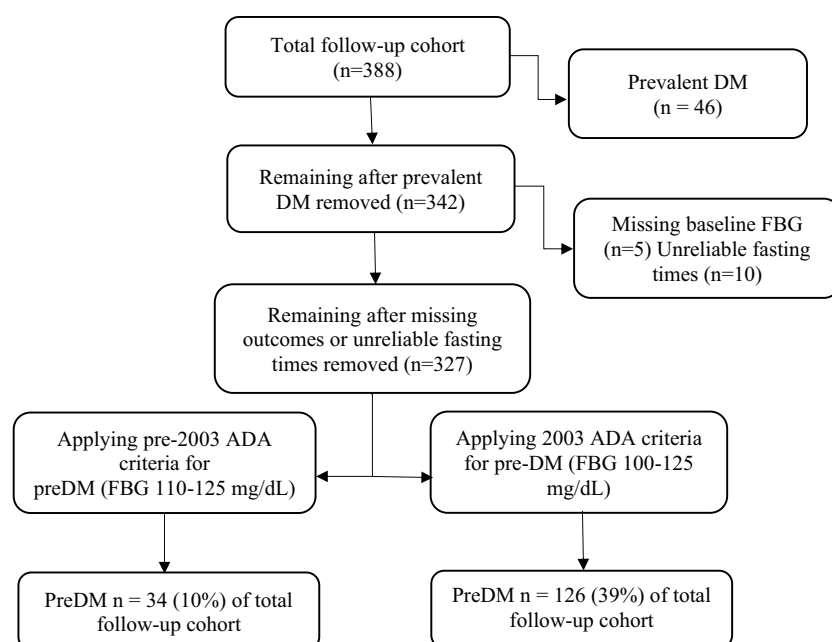 Total follow-up cohort
(n=388)
Prevalent DM
(n = 46)
Remaining after prevalent
DM removed (n=342)
Missing baseline FBG
(n=5) Unreliable fasting
times (n=10)
Remaining after missing
outcomes or unreliable fasting
times removed (n=327)
Applying pre-2003 ADA
criteria for
preDM (FBG 110-125 mg/dL)
Applying 2003 ADA criteria
for pre-DM (FBG 100-125
mg/dL)
PreDM n = 34 (10%) of total
follow-up cohort
PreDM n = 126 (39%) of total
follow-up cohort